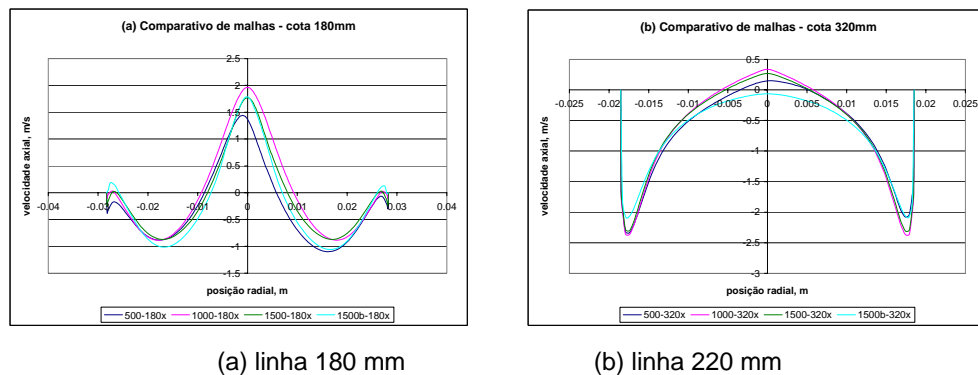 (a) Comparativo de malhas - cota 180mm
2.5
2
1.5
1
0.5
0
-0.5
-1
-1.5
-0.04 -0.03 -0.02 -0.01 0 0.01 0.02 0.03 0.04
velocidade axial, m/s
posição radial, m
500-180x 1000-180x 1500-180x 1500b-180x
(b) Comparativo de malhas - cota 320mm
0.5
0
-0.5
-1
-1.5
-2
-2.5
-3
-0.025 -0.02 -0.015 -0.01 -0.005 0 0.005 0.01 0.015 0.02 0.025
velocidade axial, m/s
posição radial, m
500-320x 1000-320x 1500-320x 1500b-320x
(a) linha 180 mm (b) linha 220 mm